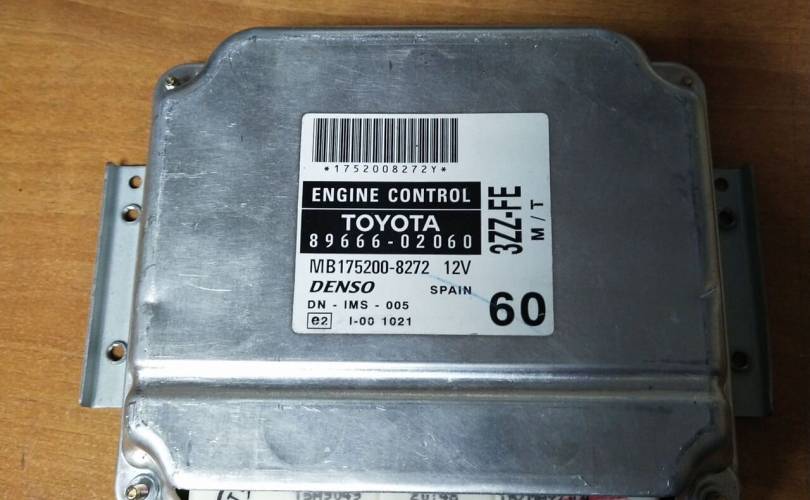 *1752008272Y*
ENGINE CONTROL
TOYOTA
89666-02060
3ZZ-FE
M/T
MB175200-8272 12V
DENSO SPAIN
DN - IMS - 005
e2 I-00 1021
60